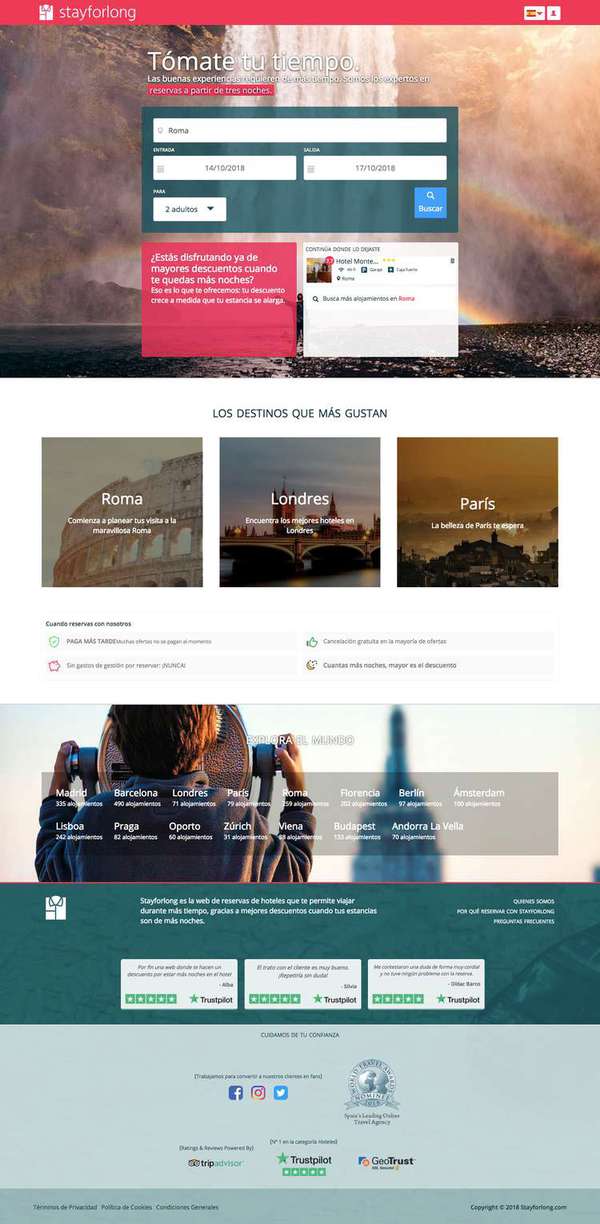 stayforlong
Tómate tu tiempo.
Las buenas experiencias requieren de más tiempo. Somos los expertos en
reservas a partir de tres noches.
Roma
ENTRADA
SALIDA
14/10/2018
17/10/2018
PARA
2 adultos
Buscar
¿Estás disfrutando ya de
mayores descuentos cuando
te quedas más noches?
Eso es lo que te ofrecemos: tu descuento
crece a medida que tu estancia se alarga.
CONTINÚA DONDE LO DEJASTE
Hotel Monte...
Wi-fi Garaje Caja fuerte
Roma
Busca más alojamientos en Roma
LOS DESTINOS QUE MÁS GUSTAN
Roma
Comienza a planear tus visita a la
maravillosa Roma
Londres
Encuentra los mejores hoteles en
Londres
París
La belleza de París te espera
Cuando reservas con nosotros
PAGA MÁS TARDE Muchas ofertas no se pagan al momento
Cancelación gratuita en la mayoría de ofertas
Sin gastos de gestión por reservar: ¡NUNCA!
Cuantas más noches, mayor es el descuento
EXPLORA EL MUNDO
Madrid Barcelona Londres París Roma Florencia Berlín Ámsterdam
335 alojamientos 490 alojamientos 71 alojamientos 79 alojamientos 259 alojamientos 202 alojamientos 97 alojamientos 100 alojamientos
Lisboa Praga Oporto Zúrich Viena Budapest Andorra La Vella
242 alojamientos 82 alojamientos 60 alojamientos 31 alojamientos 88 alojamientos 133 alojamientos 70 alojamientos
Stayforlong es la web de reservas de hoteles que te permite viajar
durante más tiempo, gracias a mejores descuentos cuando tus estancias
son de más noches.
QUIENES SOMOS
POR QUÉ RESERVAR CON STAYFORLONG
PREGUNTAS FRECUENTES
Por fin una web donde se hacen un
descuento por estar más noches en el hotel
- Alba
Trustpilot
El trato con el cliente es muy bueno.
¡Repetiría sin duda!
- Silvia
Trustpilot
Me contestaron una duda de forma muy cordial
y no tuve ningún problema con la reserva.
- Dídac Baros
Trustpilot
CUIDAMOS DE TU CONFIANZA
[Trabajamos para convertir a nuestros clientes en fans]
WORLD TRAVEL AWARDS
NOMINEE
2018
Spain's Leading Online
Travel Agency
[Ratings & Reviews Powered By]
tripadvisor
[Nº 1 en la categoría Hoteles]
Trustpilot
GeoTrust
SSL Secured
Términos de Privacidad Política de Cookies Condiciones Generales
Copyright © 2018 Stayforlong.com